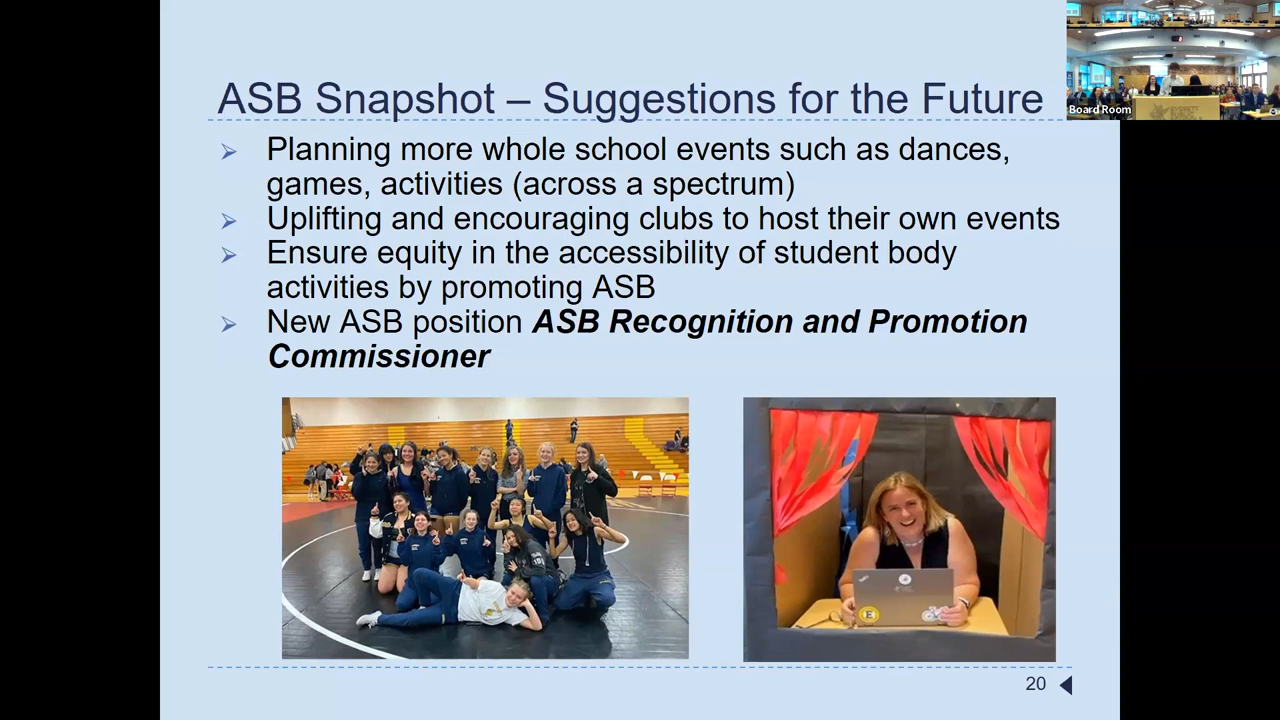 ASB Snapshot – Suggestions for the Future
Board Room
Planning more whole school events such as dances,
games, activities (across a spectrum)
Uplifting and encouraging clubs to host their own events
Ensure equity in the accessibility of student body
activities by promoting ASB
New ASB position ASB Recognition and Promotion
Commissioner
E
20